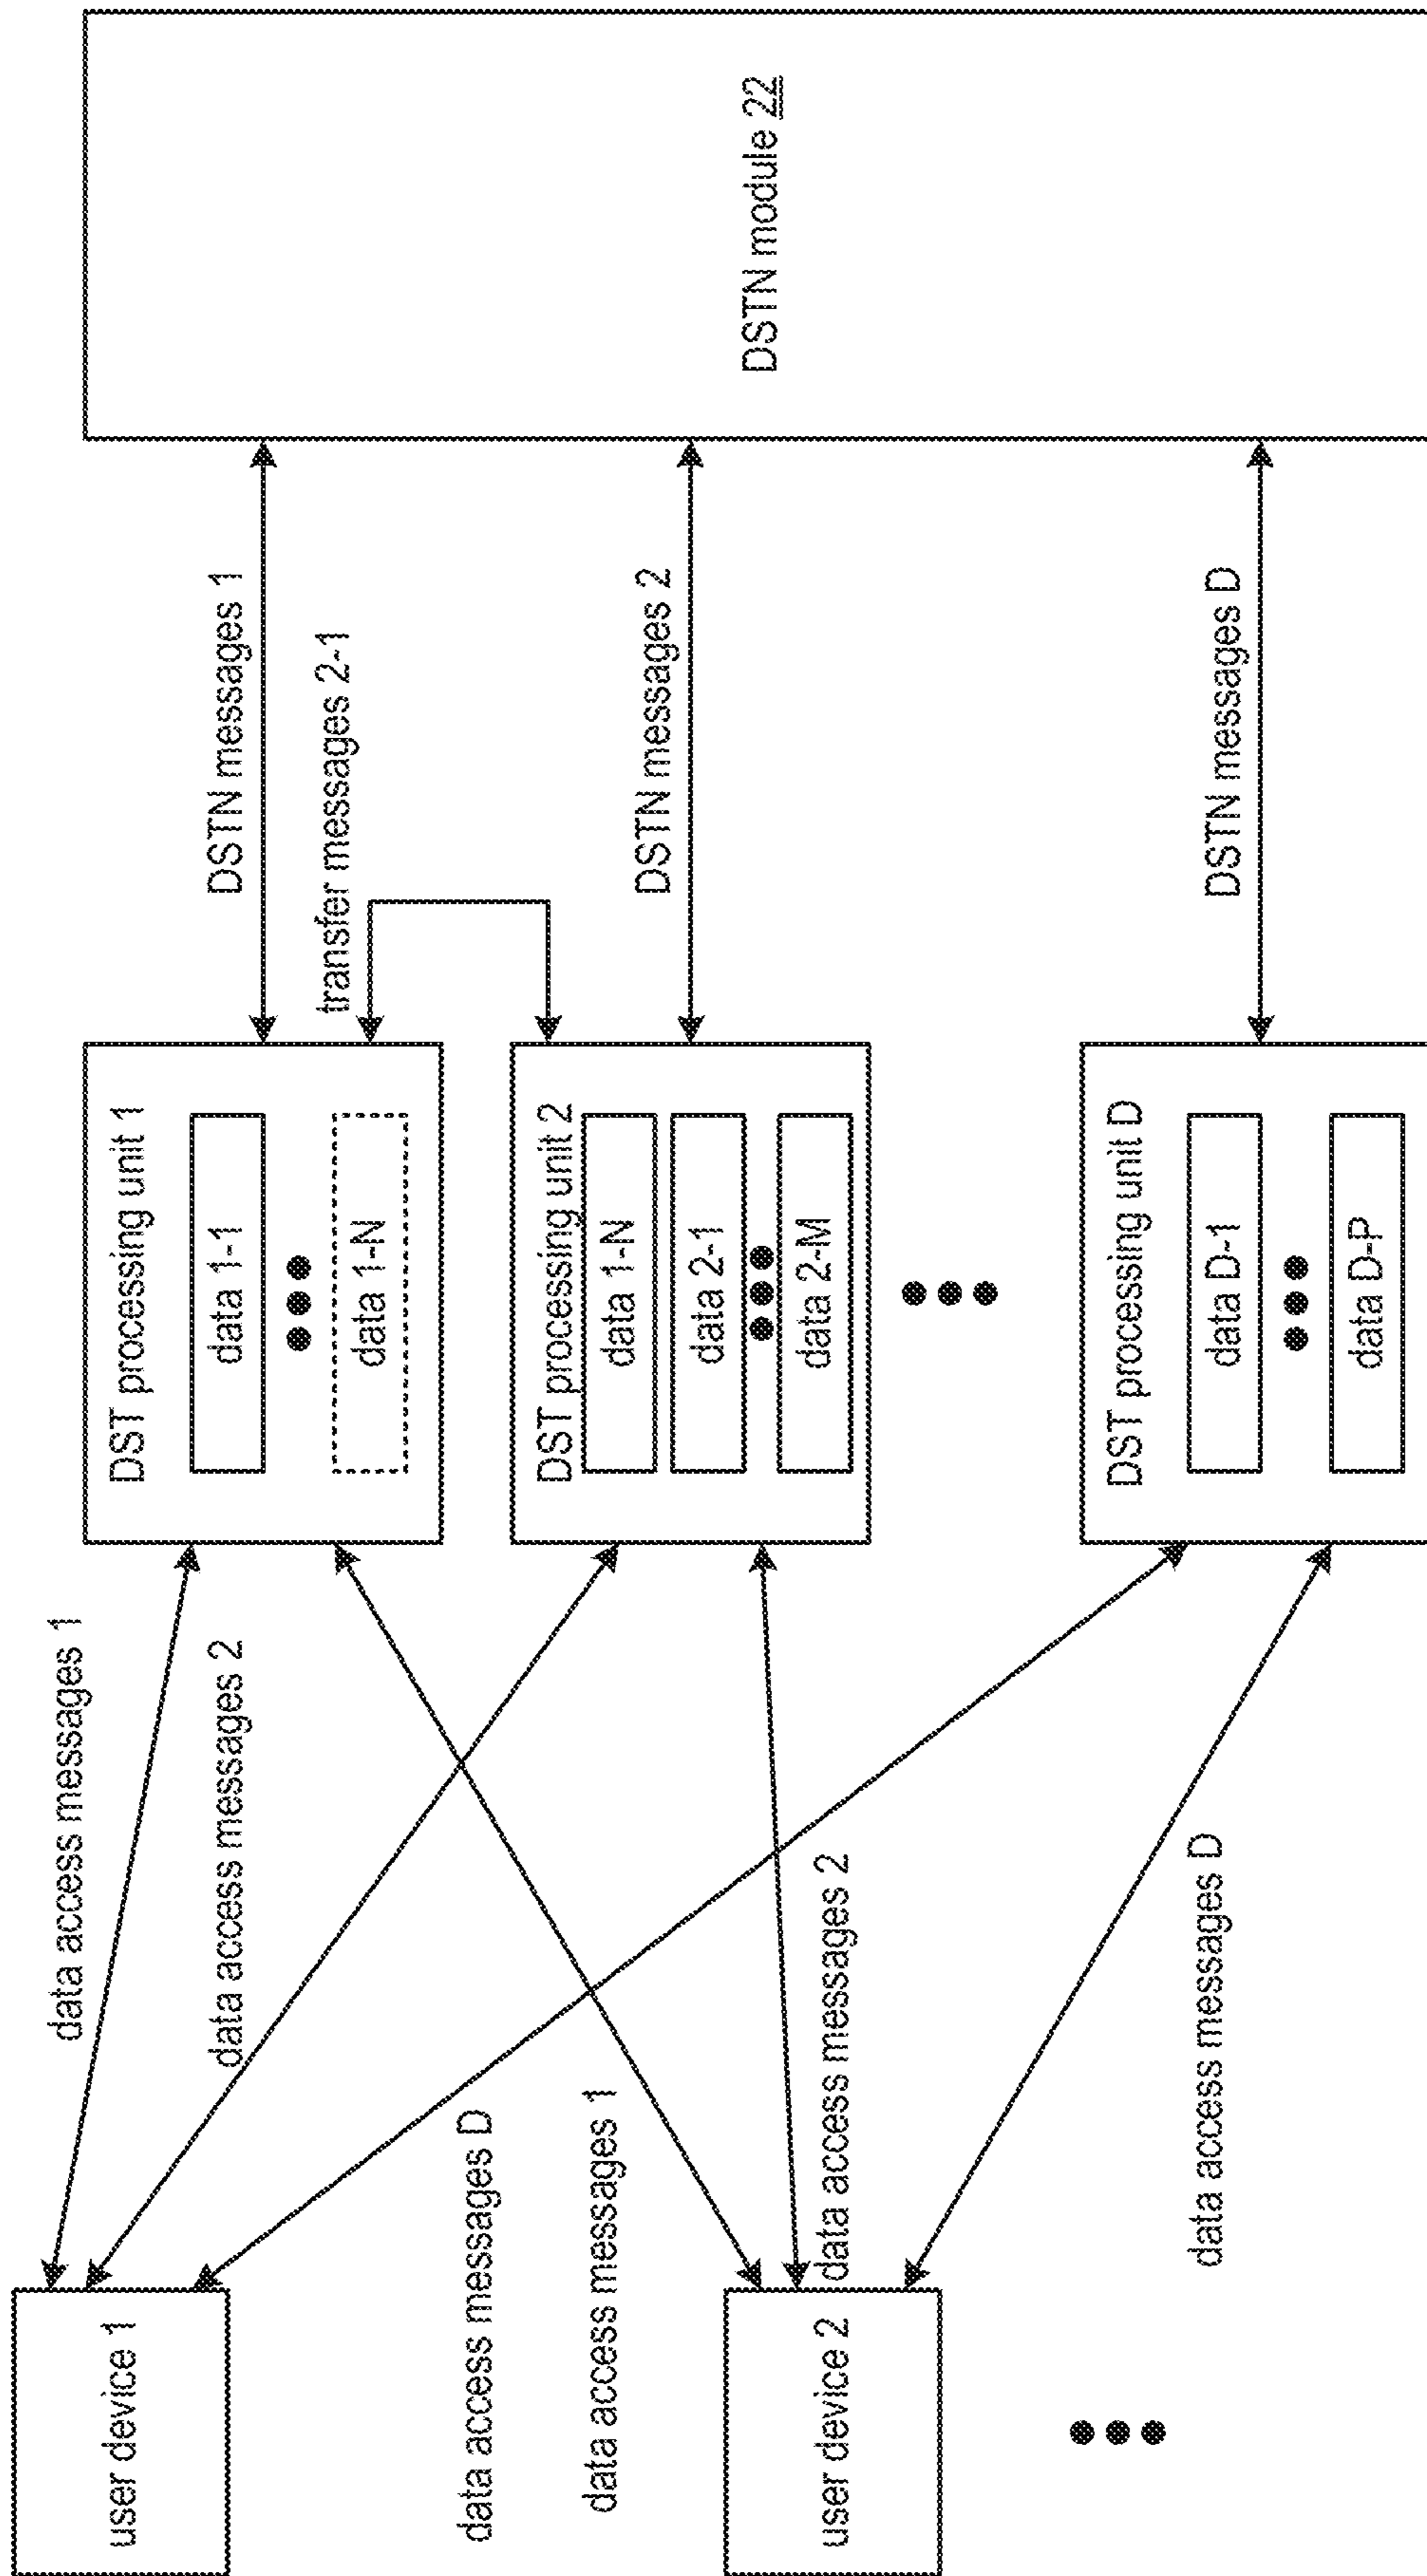 user device 1
user device 2
data access messages 1
data access messages 2
data access messages D
data access messages 1
data access messages 2
data access messages D
DST processing unit 1
data 1-1
data 1-N
DST processing unit 2
data 1-N
data 2-1
data 2-M
DST processing unit D
data D-1
data D-P
DSTN messages 1
transfer messages 2-1
DSTN messages 2
DSTN messages D
DSTN module 22